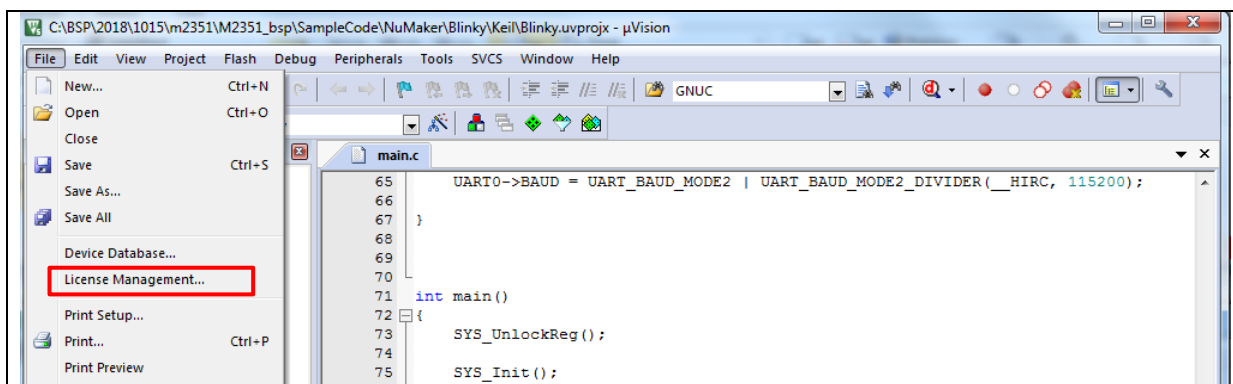 C:\BSP\2018\1015\m2351\M2351_bsp\SampleCode\NuMaker\Blinky\Keil\Blinky.uvprojx - µVision
File Edit View Project Flash Debug Peripherals Tools SVCS Window Help
New... Ctrl+N
GNUC
Open Ctrl+O
Close
Save Ctrl+S
Save As...
Save All
Device Database...
License Management...
Print Setup...
Print... Ctrl+P
Print Preview
main.c
65 UART0->BAUD = UART_BAUD_MODE2 | UART_BAUD_MODE2_DIVIDER(__HIRC, 115200);
66
67 }
68
69
70
71 int main()
72 {
73 SYS_UnlockReg();
74
75 SYS_Init();